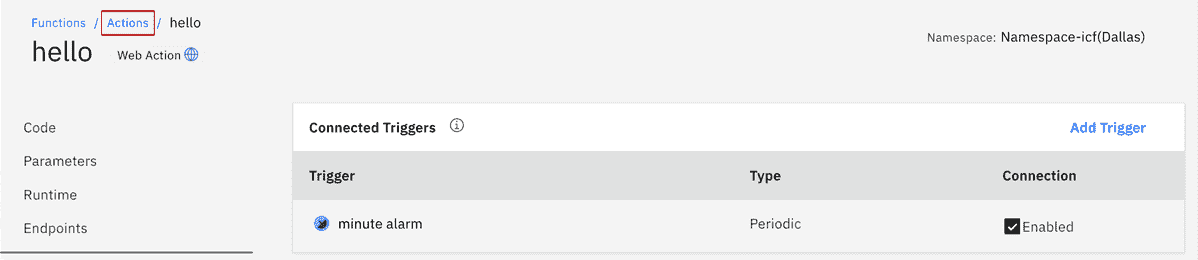 Functions / Actions / hello
hello Web Action
Namespace: Namespace-icf(Dallas)
Code
Parameters
Runtime
Endpoints
Connected Triggers Add Trigger
Trigger Type Connection
minute alarm Periodic Enabled